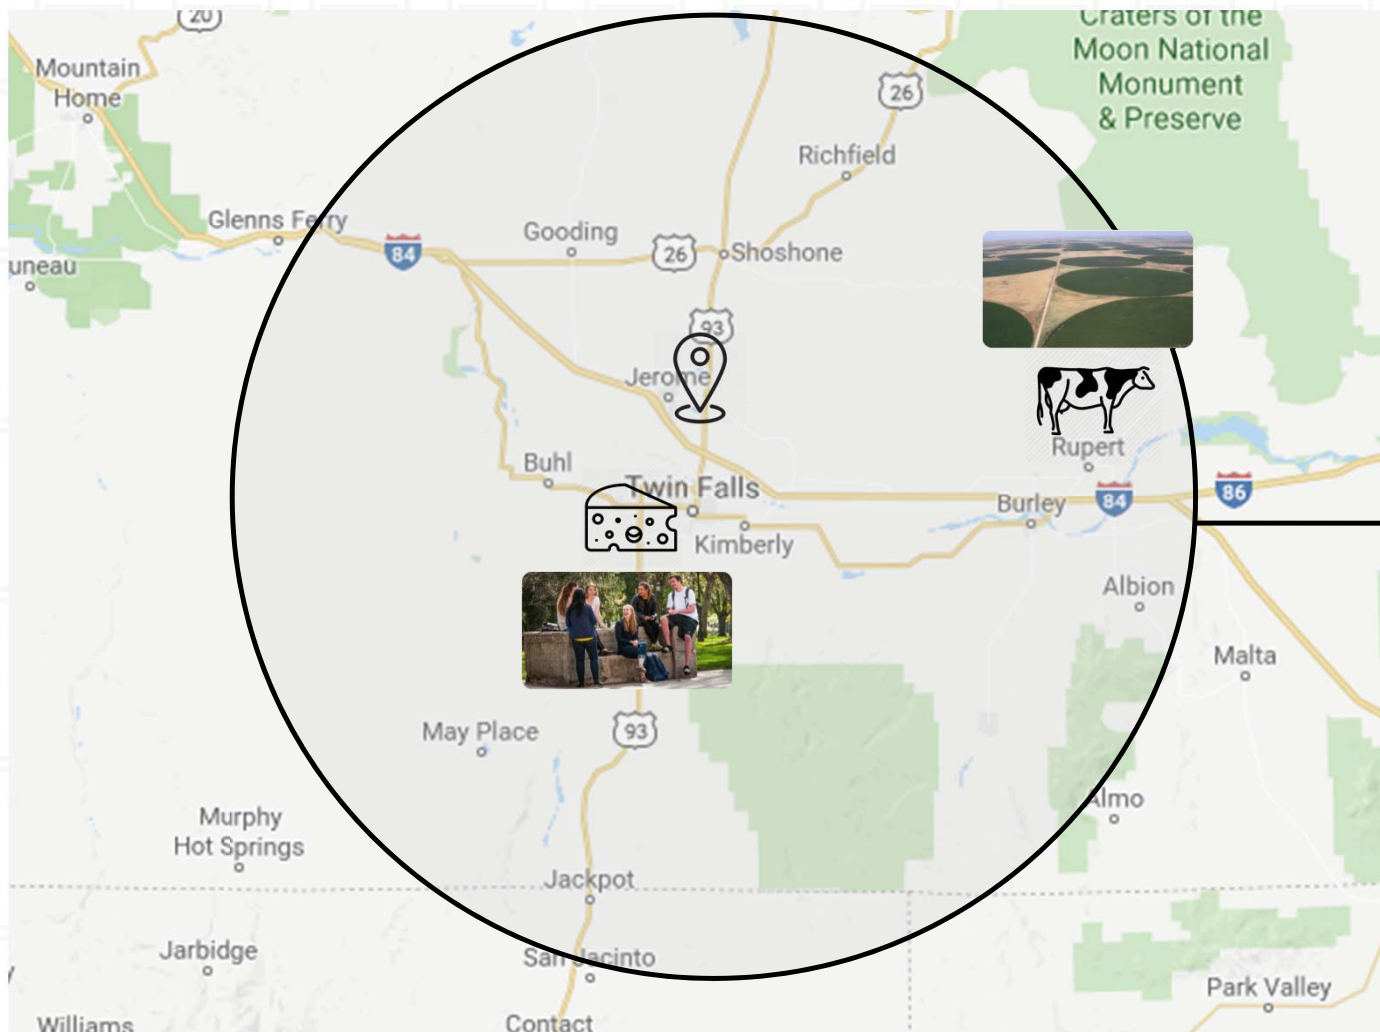 20
Craters of the
Moon National
Monument
& Preserve
Mountain
Home
26
Richfield
Glenns Ferry
Gooding
84
26
Shoshone
uneau
93
Jerome
Rupert
Buhl
Twin Falls
Burley
84
86
Kimberly
Albion
Malta
May Place
93
Almo
Murphy
Hot Springs
Jackpot
Jarbidge
San Jacinto
y
Park Valley
Williams
Contact